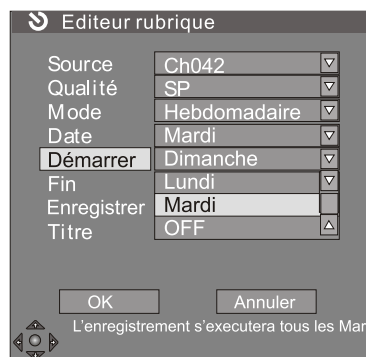 Editeur rubrique
Source Ch042
Qualité SP
Mode Hebdomadaire
Date Mardi
Démarrer Dimanche
Fin Lundi
Enregistrer Mardi
Titre OFF
OK Annuler
L'enregistrement s'executera tous les Mar